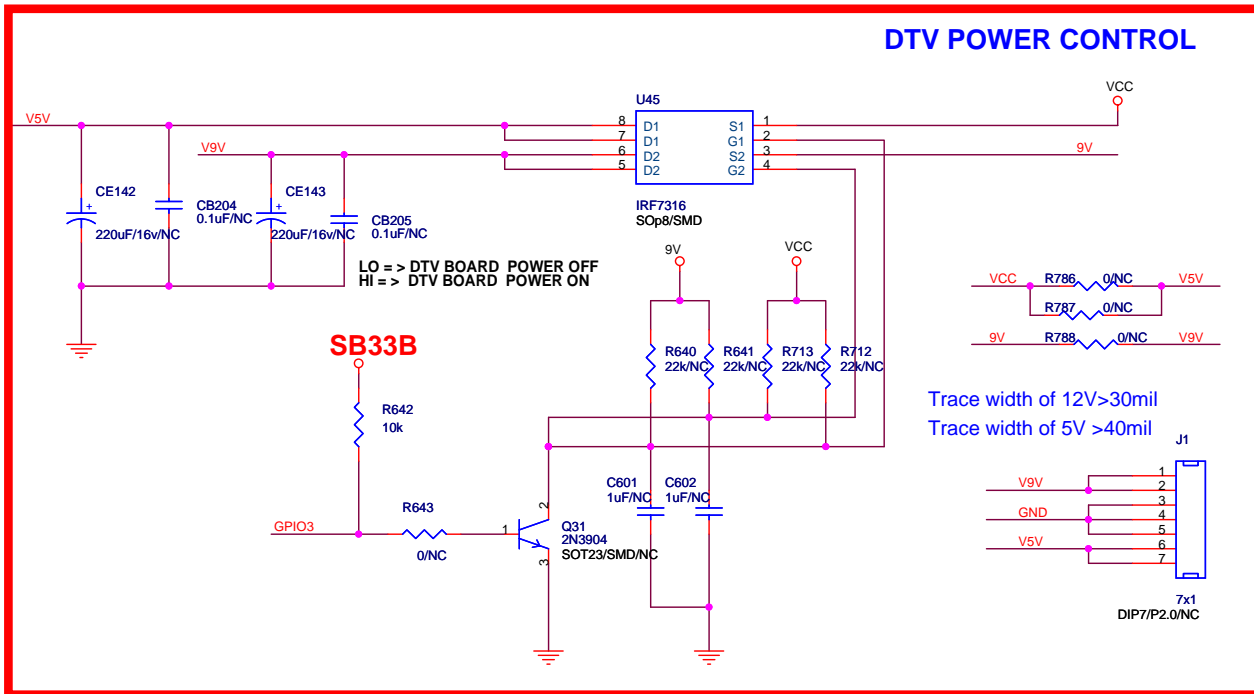 DTV POWER CONTROL
VCC
U45
V5V
8 D1 S1 1
7 D1 G1 2
V9V
6 D2 S2 3
9V
5 D2 G2 4
IRF7316
SOp8/SMD
CE142
220uF/16v/NC
CB204
0.1uF/NC
CE143
220uF/16v/NC
CB205
0.1uF/NC
LO = > DTV BOARD POWER OFF
HI = > DTV BOARD POWER ON
9V
VCC
R640
22k/NC
R641
22k/NC
R713
22k/NC
R712
22k/NC
VCC R786 0/NC V5V
R787 0/NC
9V R788 0/NC V9V
SB33B
R642
10k
Trace width of 12V>30mil
Trace width of 5V >40mil
GPIO3
R643
0/NC
1
2
3
Q31
2N3904
SOT23/SMD/NC
C601
1uF/NC
C602
1uF/NC
J1
1
V9V 2
3
GND 4
5
V5V 6
7
7x1
DIP7/P2.0/NC